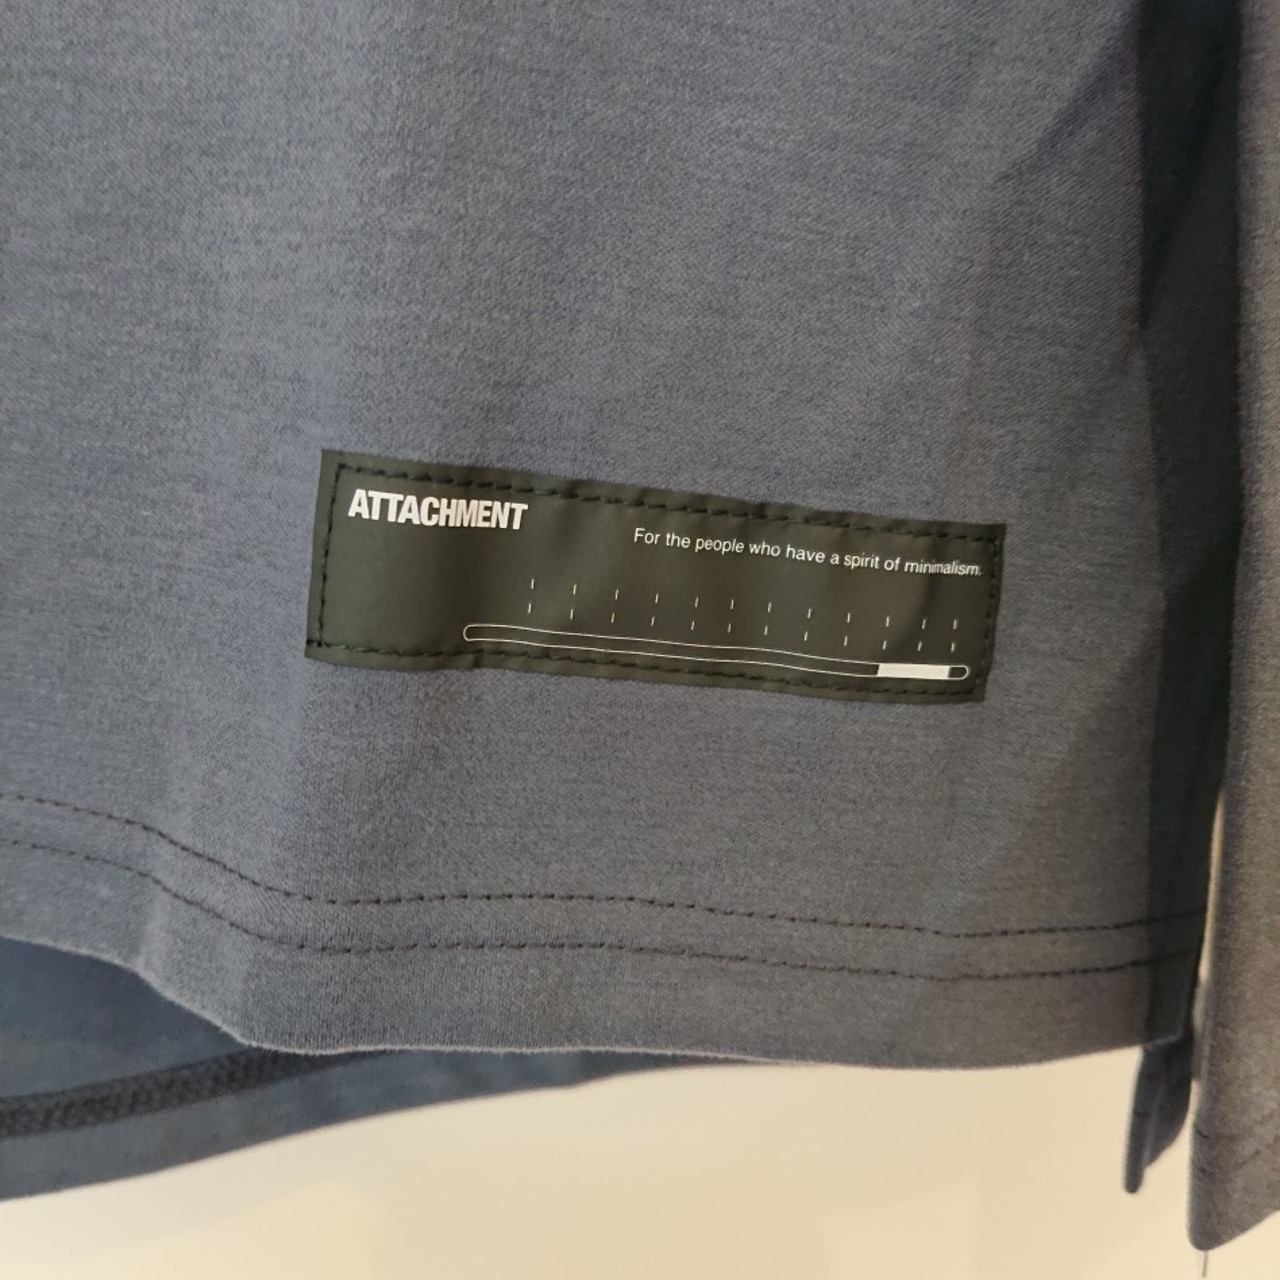 ATTACHMENT
For the people who have a spirit of minimalism.